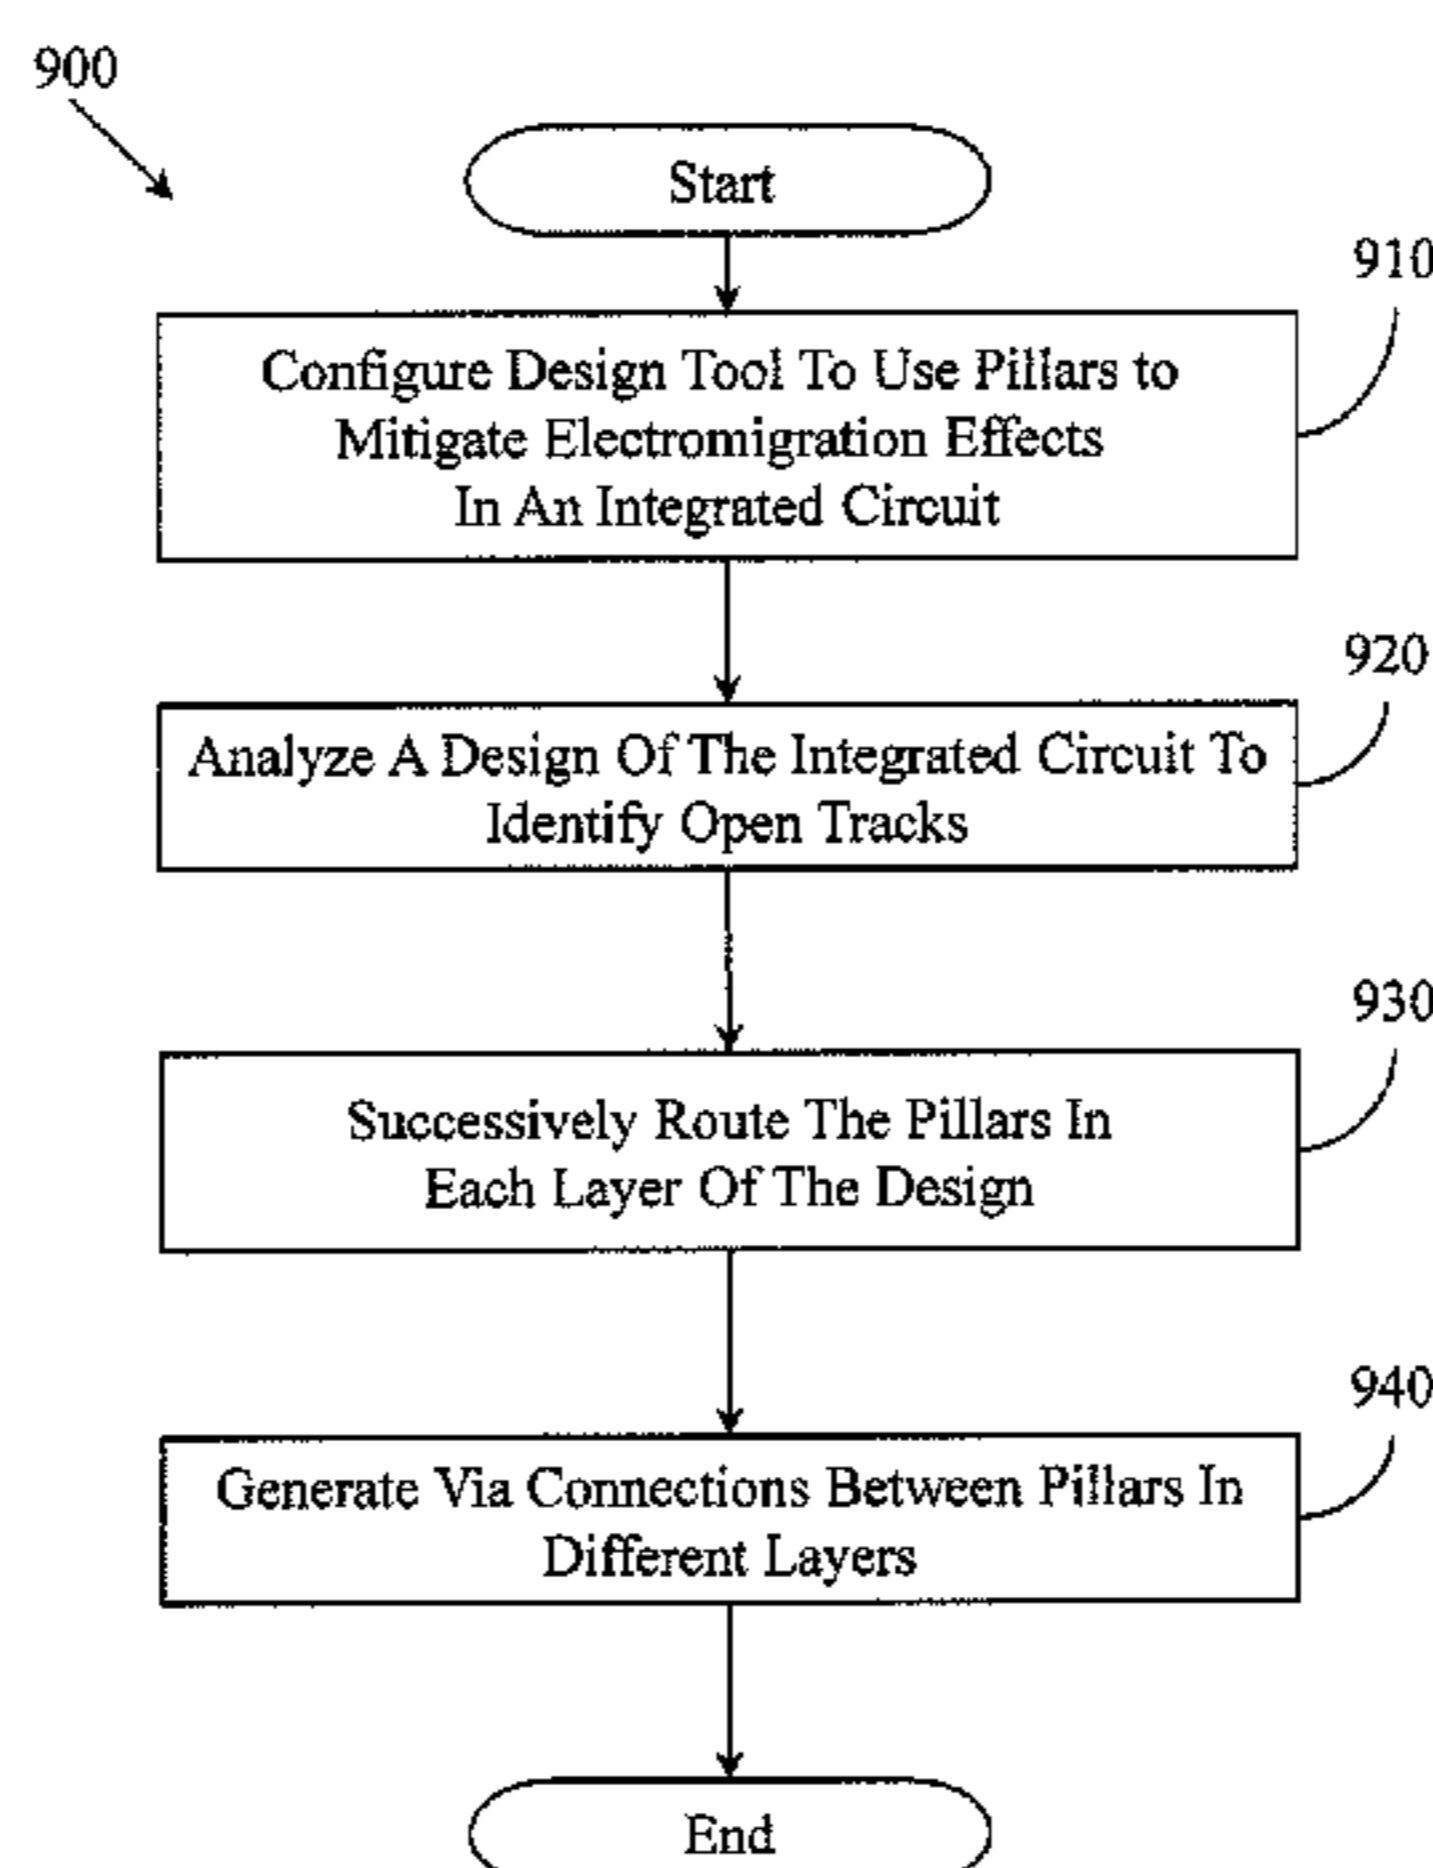 900
Start
910
Configure Design Tool To Use Pillars to
Mitigate Electromigration Effects
In An Integrated Circuit
920
Analyze A Design Of The Integrated Circuit To
Identify Open Tracks
930
Successively Route The Pillars In
Each Layer Of The Design
940
Generate Via Connections Between Pillars In
Different Layers
End